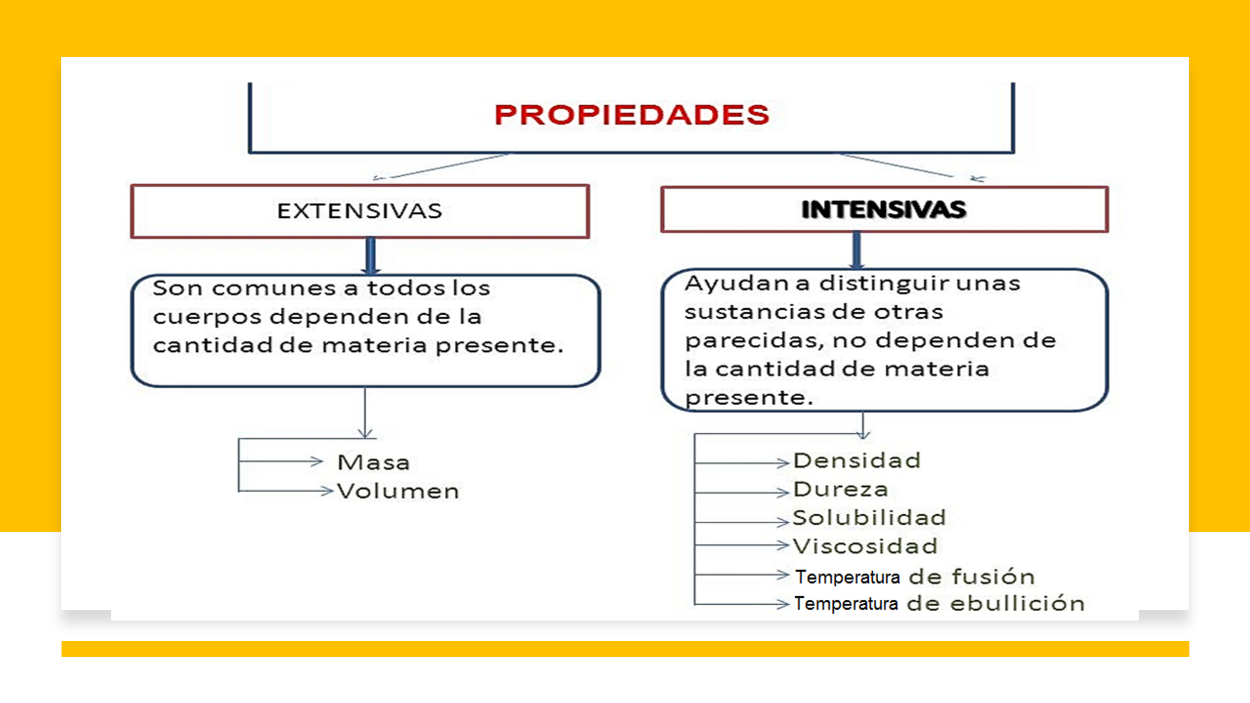 PROPIEDADES
EXTENSIVAS
Son comunes a todos los
cuerpos dependen de la
cantidad de materia presente.
Masa
Volumen
INTENSIVAS
Ayudan a distinguir unas
sustancias de otras
parecidas, no dependen de
la cantidad de materia
presente.
Densidad
Dureza
Solubilidad
Viscosidad
Temperatura de fusión
Temperatura de ebullición